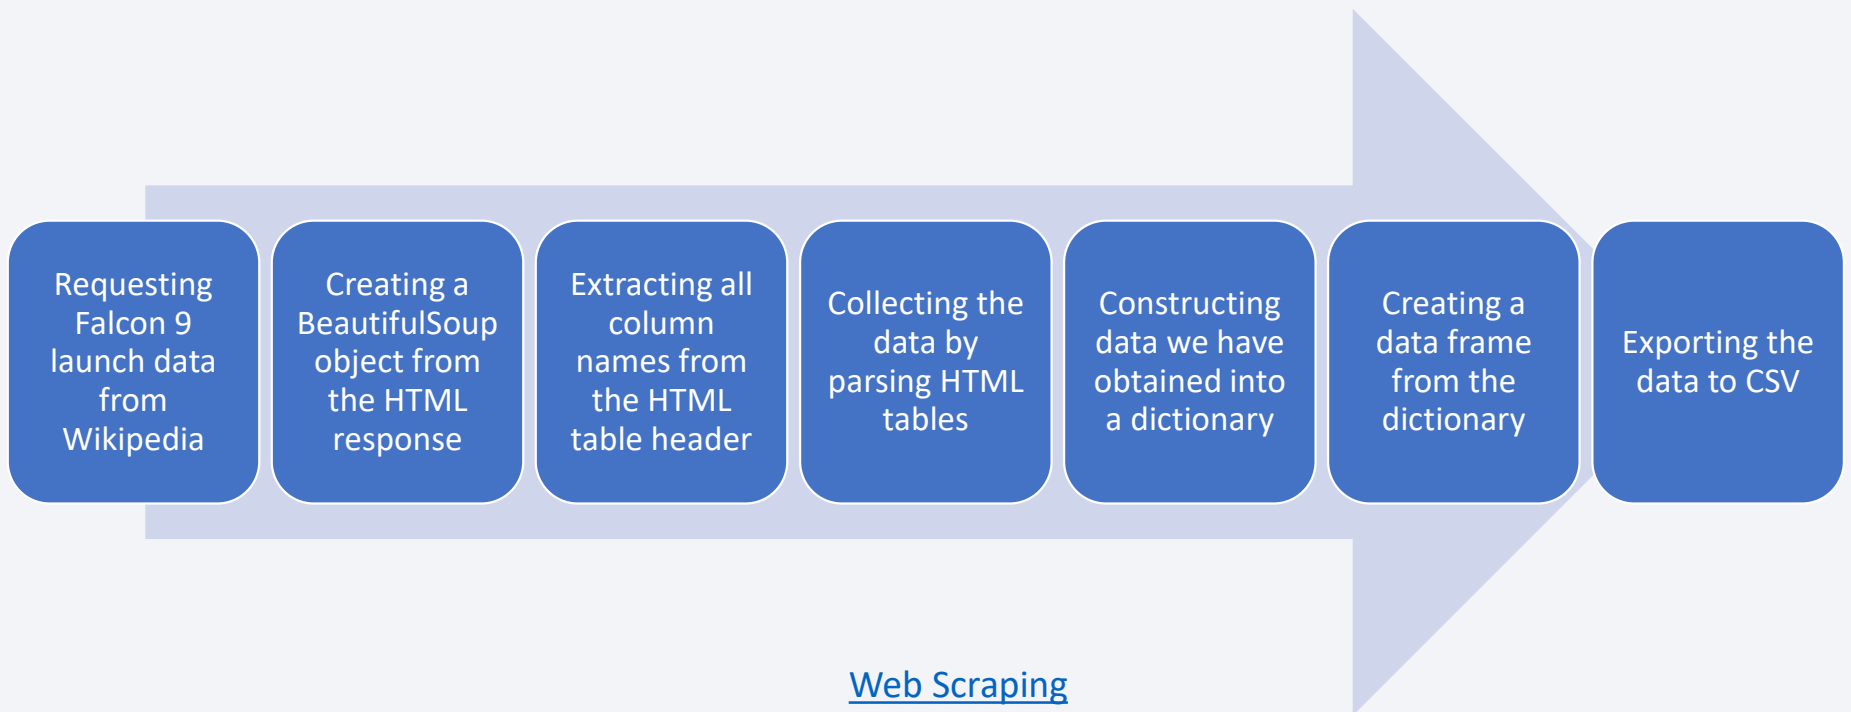 Requesting
Falcon 9
launch data
from
Wikipedia
Creating a
BeautifulSoup
object from
the HTML
response
Extracting all
column
names from
the HTML
table header
Collecting the
data by
parsing HTML
tables
Constructing
data we have
obtained into
a dictionary
Creating a
data frame
from the
dictionary
Exporting the
data to CSV
Web Scraping